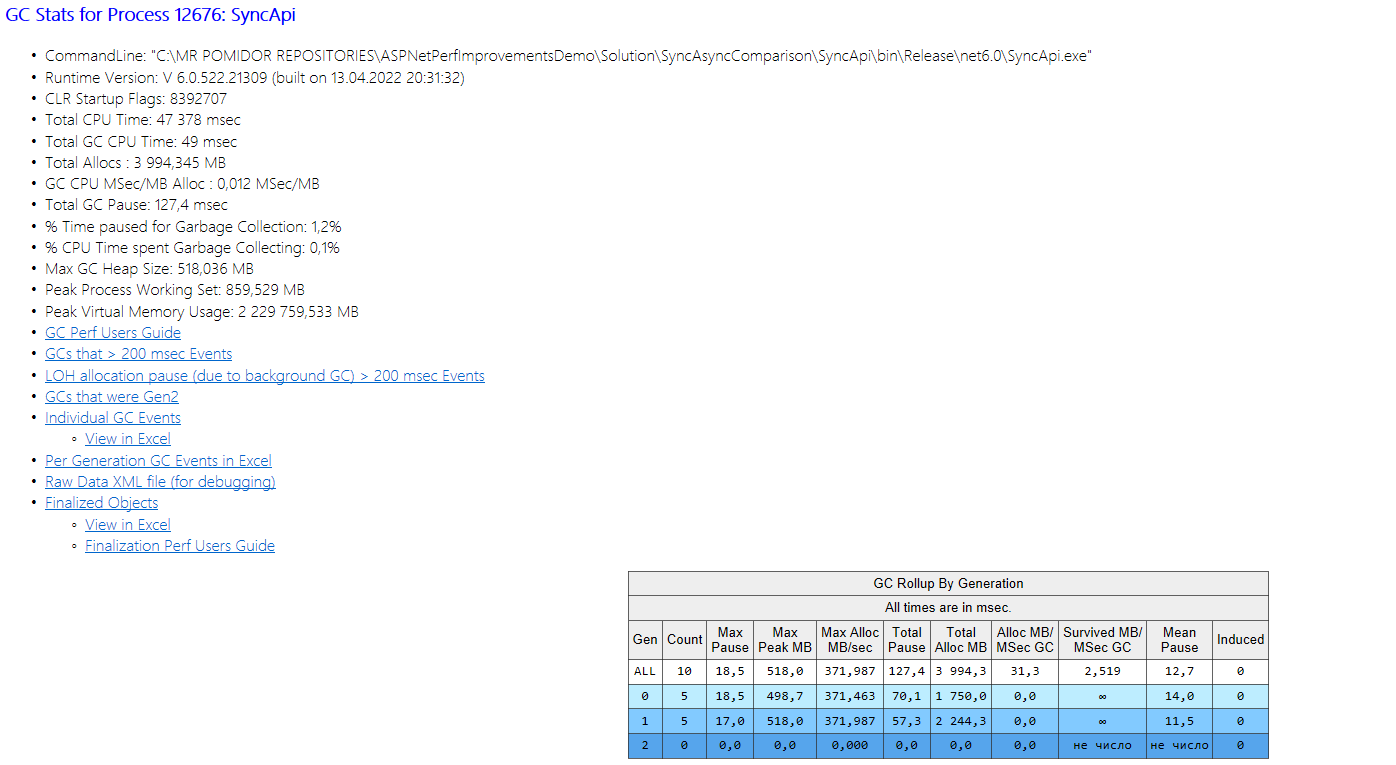 GC Stats for Process 12676: SyncApi
• CommandLine: "C:\MR POMIDOR REPOSITORIES\ASPNetPerfImprovementsDemo\Solution\SyncAsyncComparison\SyncApi\bin\Release\net6.0\SyncApi.exe"
• Runtime Version: V 6.0.522.21309 (built on 13.04.2022 20:31:32)
• CLR Startup Flags: 8392707
• Total CPU Time: 47 378 msec
• Total GC CPU Time: 49 msec
• Total Allocs : 3 994,345 MB
• GC CPU MSec/MB Alloc : 0,012 MSec/MB
• Total GC Pause: 127,4 msec
• % Time paused for Garbage Collection: 1,2%
• % CPU Time spent Garbage Collecting: 0,1%
• Max GC Heap Size: 518,036 MB
• Peak Process Working Set: 859,529 MB
• Peak Virtual Memory Usage: 2 229 759,533 MB
• GC Perf Users Guide
• GCs that > 200 msec Events
• LOH allocation pause (due to background GC) > 200 msec Events
• GCs that were Gen2
• Individual GC Events
◦ View in Excel
• Per Generation GC Events in Excel
• Raw Data XML file (for debugging)
• Finalized Objects
◦ View in Excel
◦ Finalization Perf Users Guide
GC Rollup By Generation
All times are in msec.
Gen Count Max Pause Max Peak MB Max Alloc MB/sec Total Pause Total Alloc MB Alloc MB/ MSec GC Survived MB/ MSec GC Mean Pause Induced
ALL 10 18,5 518,0 371,987 127,4 3 994,3 31,3 2,519 12,7 0
0 5 18,5 498,7 371,463 70,1 1 750,0 0,0 ∞ 14,0 0
1 5 17,0 518,0 371,987 57,3 2 244,3 0,0 ∞ 11,5 0
2 0 0,0 0,0 0,000 0,0 0,0 0,0 не число не число 0